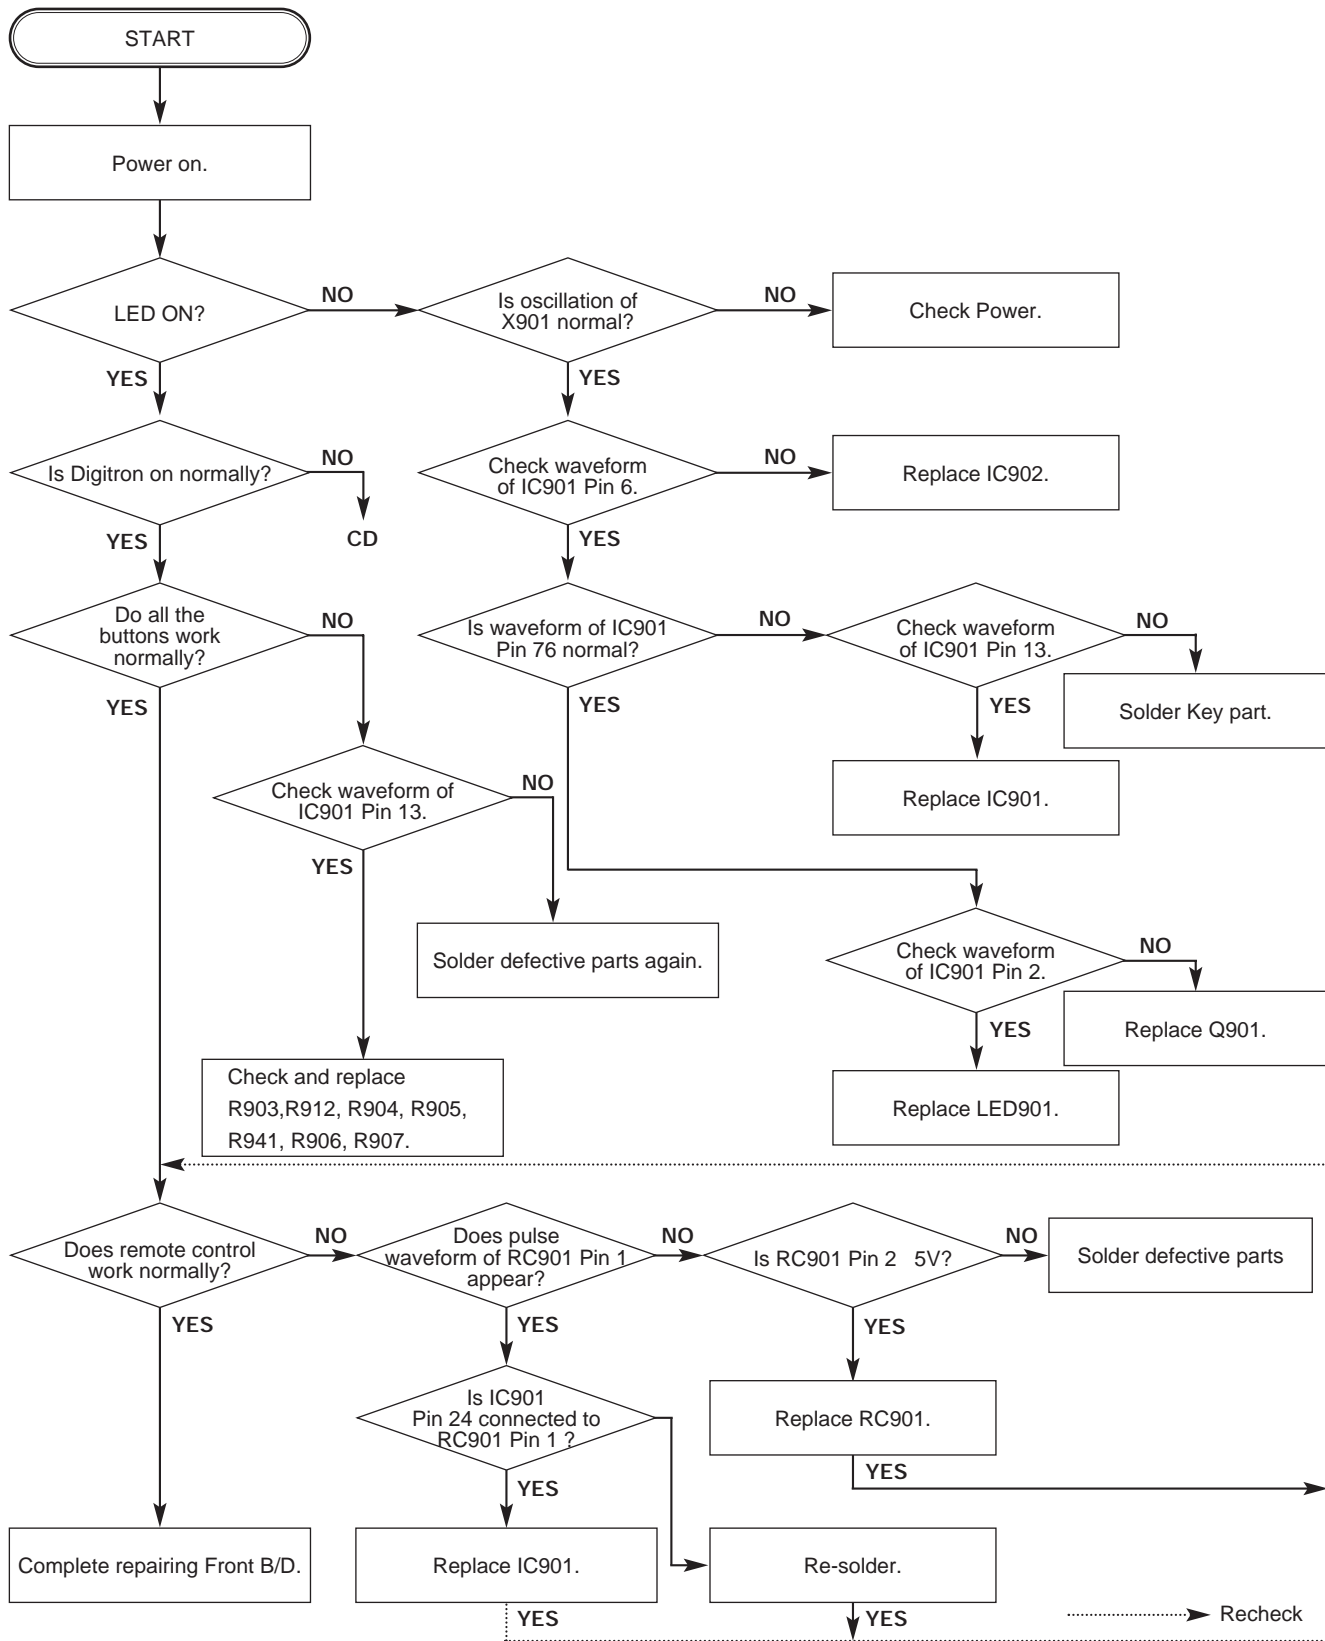 START
Power on.
LED ON?
NO
Is oscillation of
X901 normal?
NO
Check Power.
YES
YES
Is Digitron on normally?
NO
CD
Check waveform
of IC901 Pin 6.
NO
Replace IC902.
YES
YES
Do all the
buttons work
normally?
NO
Is waveform of IC901
Pin 76 normal?
NO
Check waveform
of IC901 Pin 13.
NO
Solder Key part.
YES
YES
YES
Replace IC901.
Check waveform of
IC901 Pin 13.
NO
YES
Solder defective parts again.
Check waveform
of IC901 Pin 2.
NO
Replace Q901.
YES
Replace LED901.
Check and replace
R903,R912, R904, R905,
R941, R906, R907.
Does remote control
work normally?
NO
Does pulse
waveform of RC901 Pin 1
appear?
NO
Is RC901 Pin 2 5V?
NO
Solder defective parts
YES
YES
YES
Is IC901
Pin 24 connected to
RC901 Pin 1 ?
Replace RC901.
YES
YES
Complete repairing Front B/D.
Replace IC901.
Re-solder.
YES
YES
Recheck